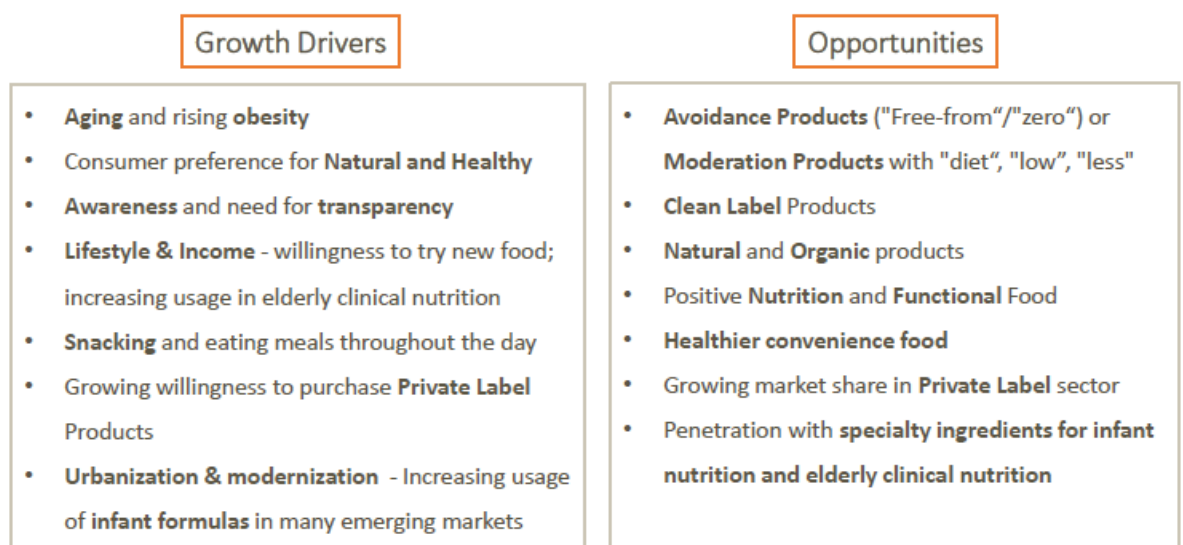 Growth Drivers
• Aging and rising obesity
• Consumer preference for Natural and Healthy
• Awareness and need for transparency
• Lifestyle & Income - willingness to try new food;
increasing usage in elderly clinical nutrition
• Snacking and eating meals throughout the day
• Growing willingness to purchase Private Label
Products
• Urbanization & modernization - Increasing usage
of infant formulas in many emerging markets
Opportunities
• Avoidance Products ("Free-from“/"zero“) or
Moderation Products with "diet“, "low”, "less"
• Clean Label Products
• Natural and Organic products
• Positive Nutrition and Functional Food
• Healthier convenience food
• Growing market share in Private Label sector
• Penetration with specialty ingredients for infant
nutrition and elderly clinical nutrition